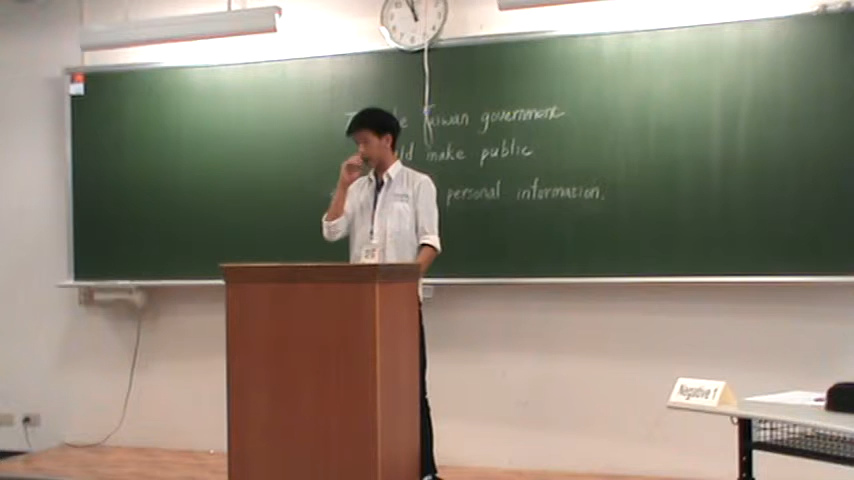 Taiwan government
make public
personal information.
Negative 1